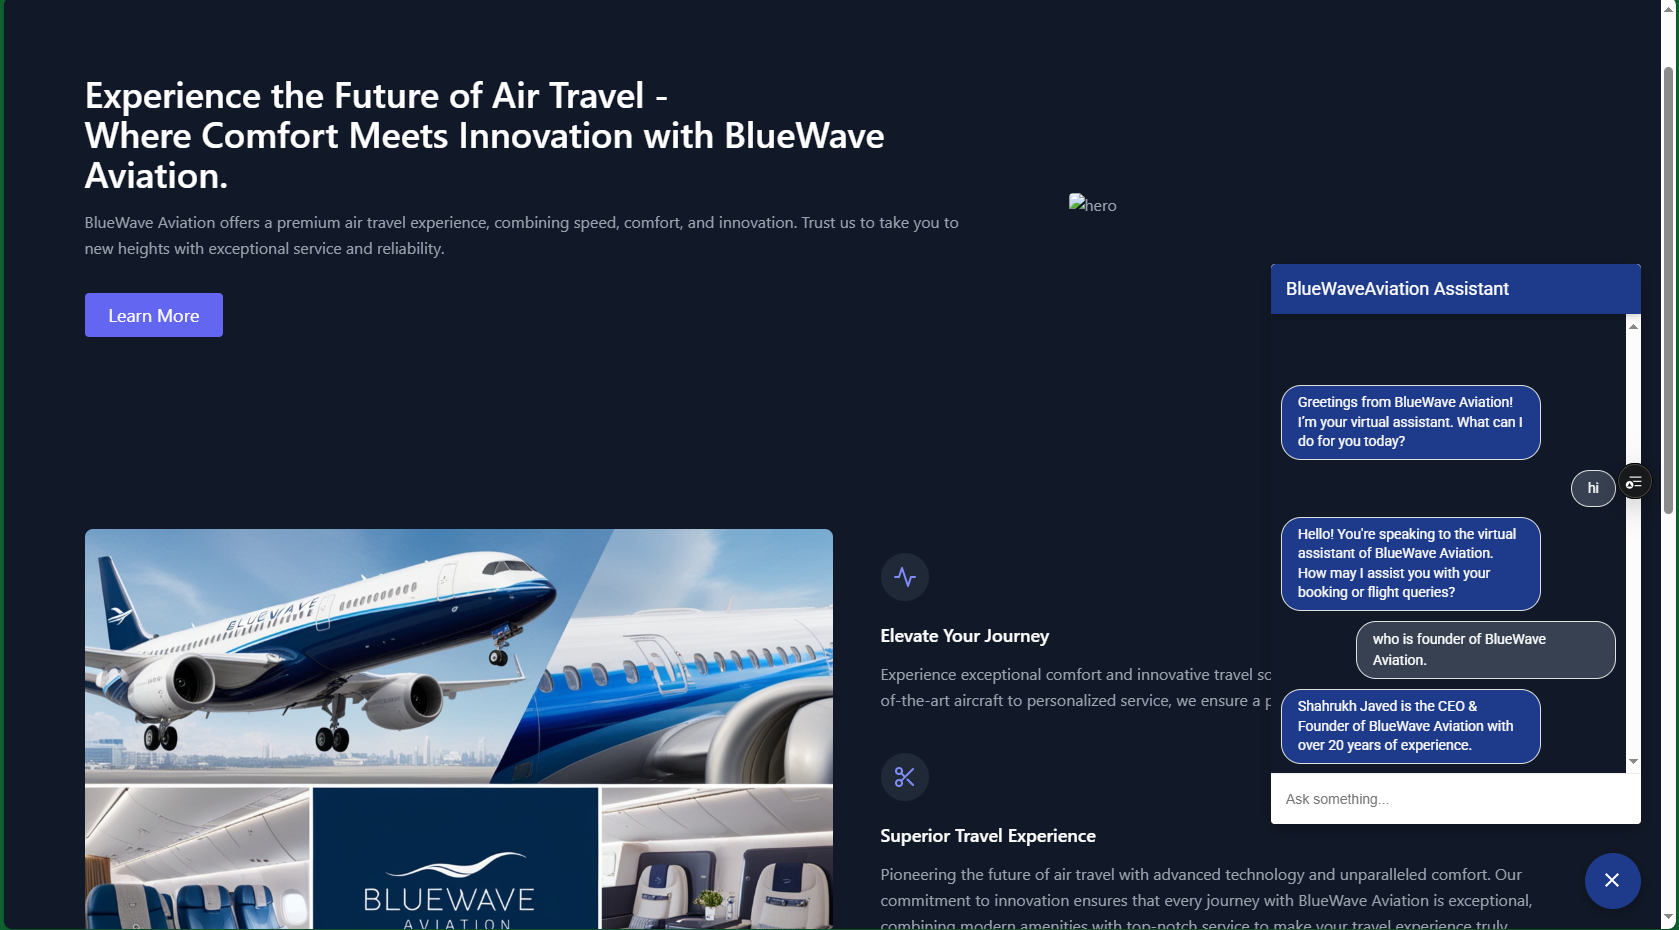 Experience the Future of Air Travel -
Where Comfort Meets Innovation with BlueWave
Aviation.
BlueWave Aviation offers a premium air travel experience, combining speed, comfort, and innovation. Trust us to take you to
new heights with exceptional service and reliability.
Learn More
hero
BLUEWAVE
BLUEWAVE
AVIATION
Elevate Your Journey
Experience exceptional comfort and innovative travel
of-the-art aircraft to personalized service, we ensure a
Superior Travel Experience
Pioneering the future of air travel with advanced technology and unparalleled comfort. Our
commitment to innovation ensures that every journey with BlueWave Aviation is exceptional,
combining modern amenities with top-notch service to make your travel experience truly
BlueWaveAviation Assistant
Greetings from BlueWave Aviation!
I'm your virtual assistant. What can I
do for you today?
hi
Hello! You're speaking to the virtual
assistant of BlueWave Aviation.
How may I assist you with your
booking or flight queries?
who is founder of BlueWave
Aviation.
Shahrukh Javed is the CEO &
Founder of BlueWave Aviation with
over 20 years of experience.
Ask something...